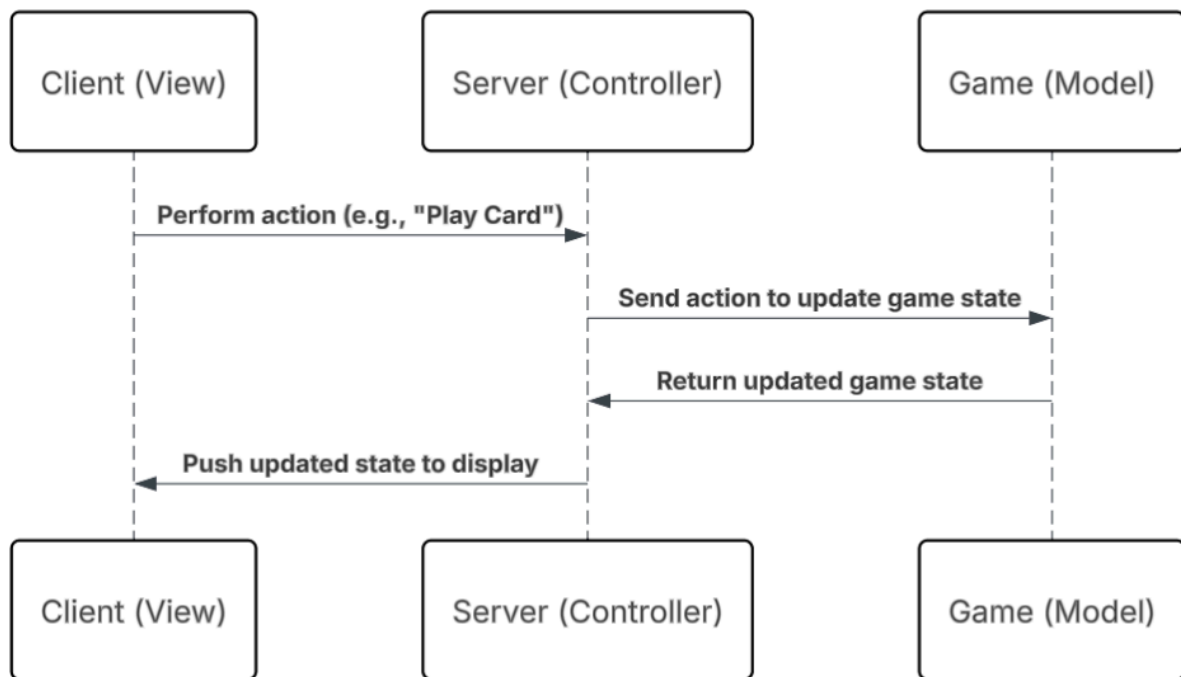 Client (View)
Server (Controller)
Game (Model)
Perform action (e.g., "Play Card")
Send action to update game state
Return updated game state
Push updated state to display
Client (View)
Server (Controller)
Game (Model)